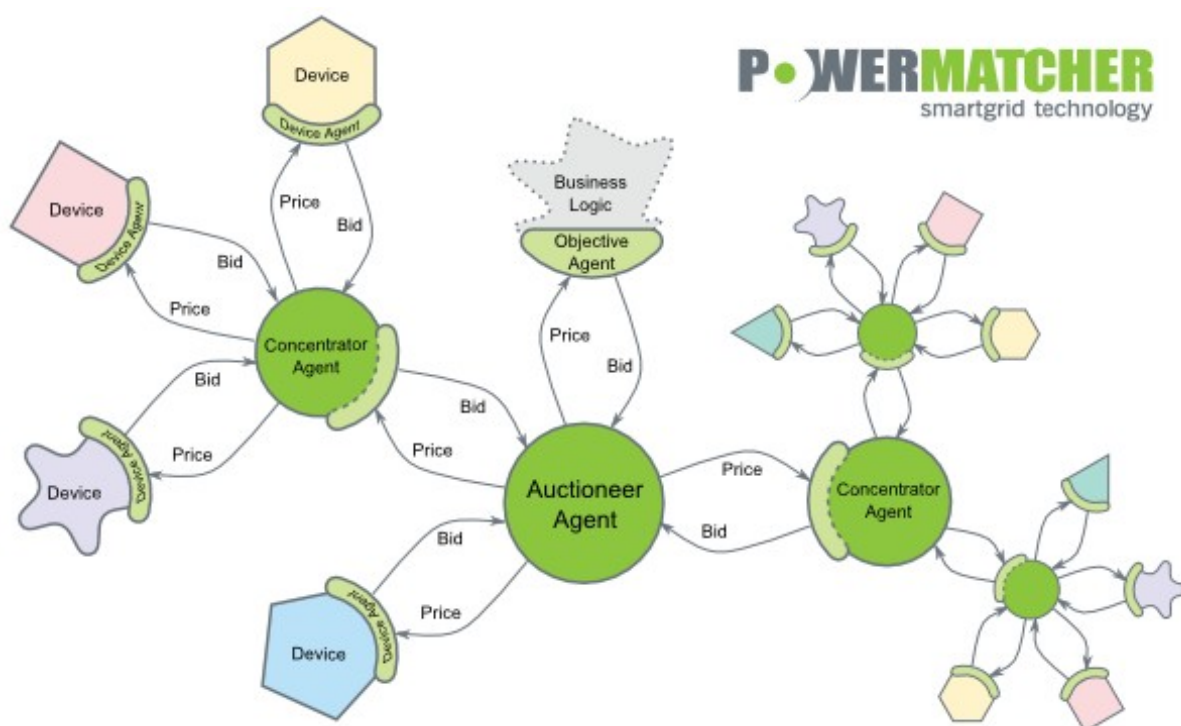 POWERMATCHER
smartgrid technology
Device
Device Agent
Price
Bid
Device
Device Agent
Bid
Price
Business
Logic
Objective
Agent
Price
Bid
Concentrator
Agent
Bid
Price
Device
Device Agent
Bid
Price
Auctioneer
Agent
Price
Bid
Concentrator
Agent
Bid
Price
Device
Device Agent